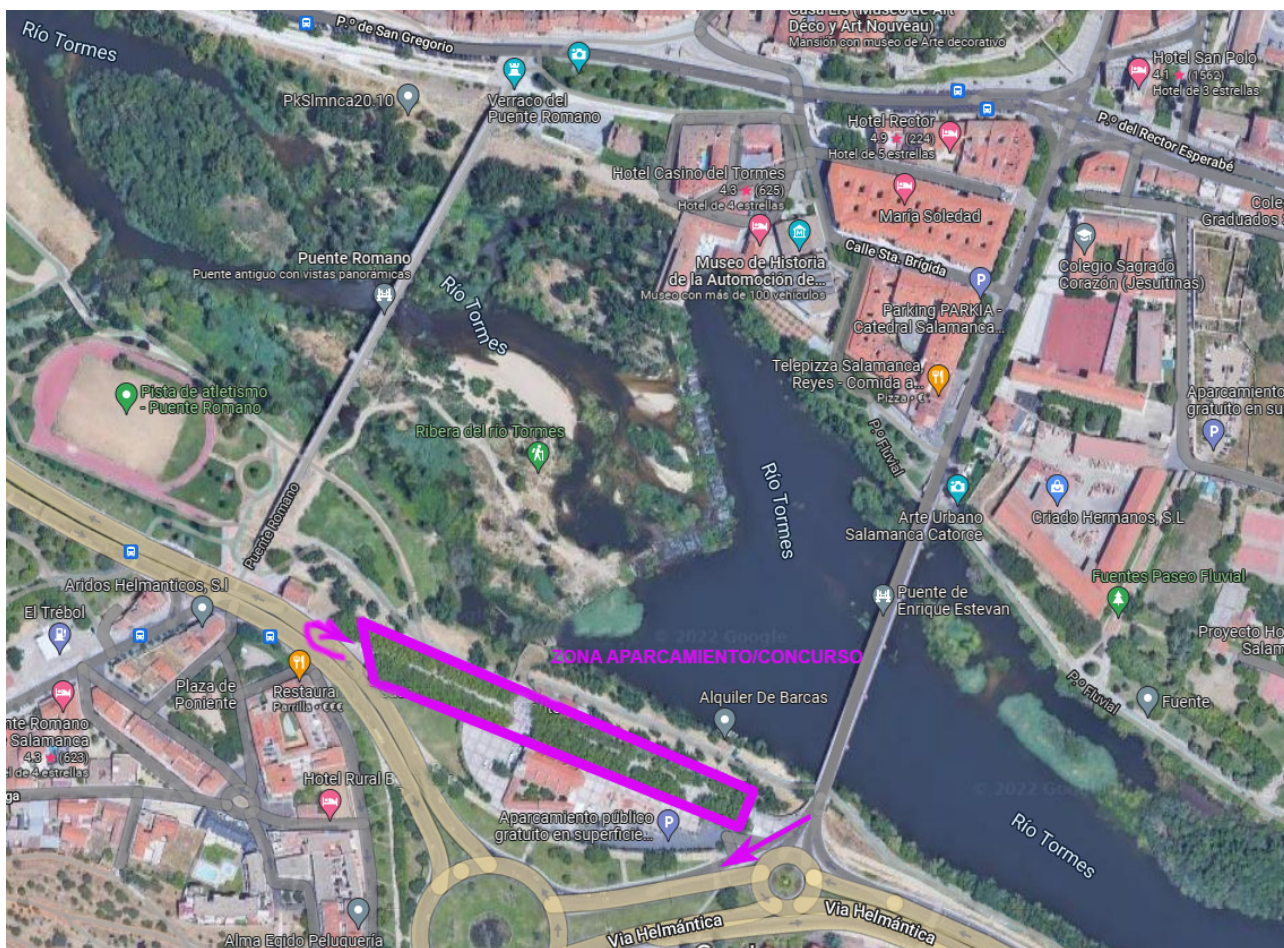 Casa Lis (Museo de Art
Déco y Art Nouveau)
Mansión con museo de Arte decorativo
Río Tormes
P.º de San Gregorio
Hotel San Polo
4.1 ★ (1562)
Hotel de 3 estrellas
PkSlmnca20.10
Verraco del
Puente Romano
Hotel Rector
4.9 ★ (224)
Hotel de 5 estrellas
P.º del Rector Esperabé
Hotel Casino del Tormes
4.3 ★ (625)
Hotel de 4 estrellas
María Soledad
Cole
Graduados
Puente Romano
Puente antiguo con vistas panorámicas
Museo de Historia
de la Automoción de...
Museo con más de 100 vehículos
Calle Sta. Brígida
Colegio Sagrado
Corazón (Jesuitinas)
Río Tormes
Parking PARKIA -
Catedral Salamanca...
Telepizza Salamanca,
Reyes - Comida a...
Pizza • €
Pista de atletismo
- Puente Romano
Aparcamiento
gratuito en su
Ribera del río Tormes
P.º Fluvial
Río Tormes
Arte Urbano
Salamanca Catorce
Criado Hermanos, S.L
Puente Romano
Aridos Helmanticos, S.l
Fuentes Paseo Fluvial
Puente de
Enrique Estevan
El Trébol
© 2022 Google
Proyecto Ho
Salam
ZONA APARCAMIENTO/CONCURSO
P.º Fluvial
Plaza de
Poniente
Restaura
Parrilla • €€€
Alquiler De Barcas
Fuente
nte Romano
Salamanca
4.3 ★ (623)
el de 4 estrellas
Hotel Rural B
ga
Aparcamiento público
gratuito en superficie...
© 2022 Goo
Río Tormes
Alma Egido Peluquería
Vía Helmántica
Vía Helmántica